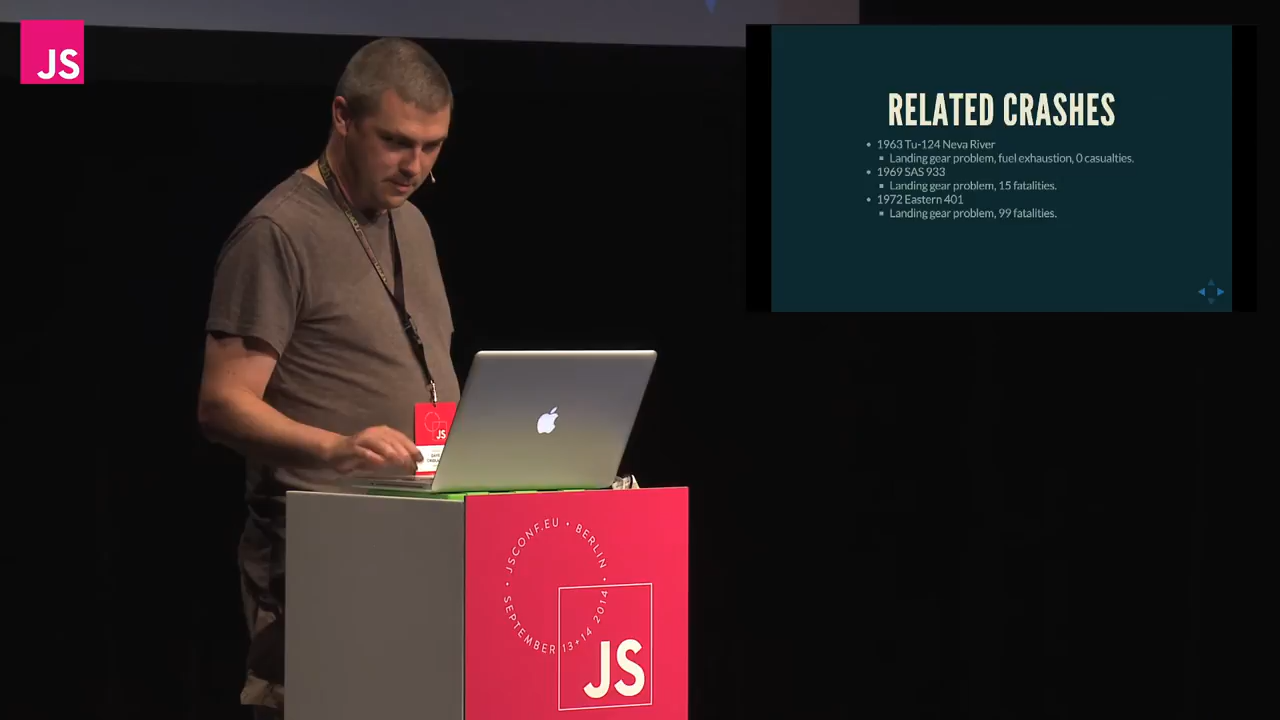 JS
RELATED CRASHES
• 1963 Tu-124 Neva River
▪ Landing gear problem, fuel exhaustion, 0 casualties.
• 1969 SAS 933
▪ Landing gear problem, 15 fatalities.
• 1972 Eastern 401
▪ Landing gear problem, 99 fatalities.
JS
JSCONF.EU • BERLIN • SEPTEMBER 13+14 2014 •
JS